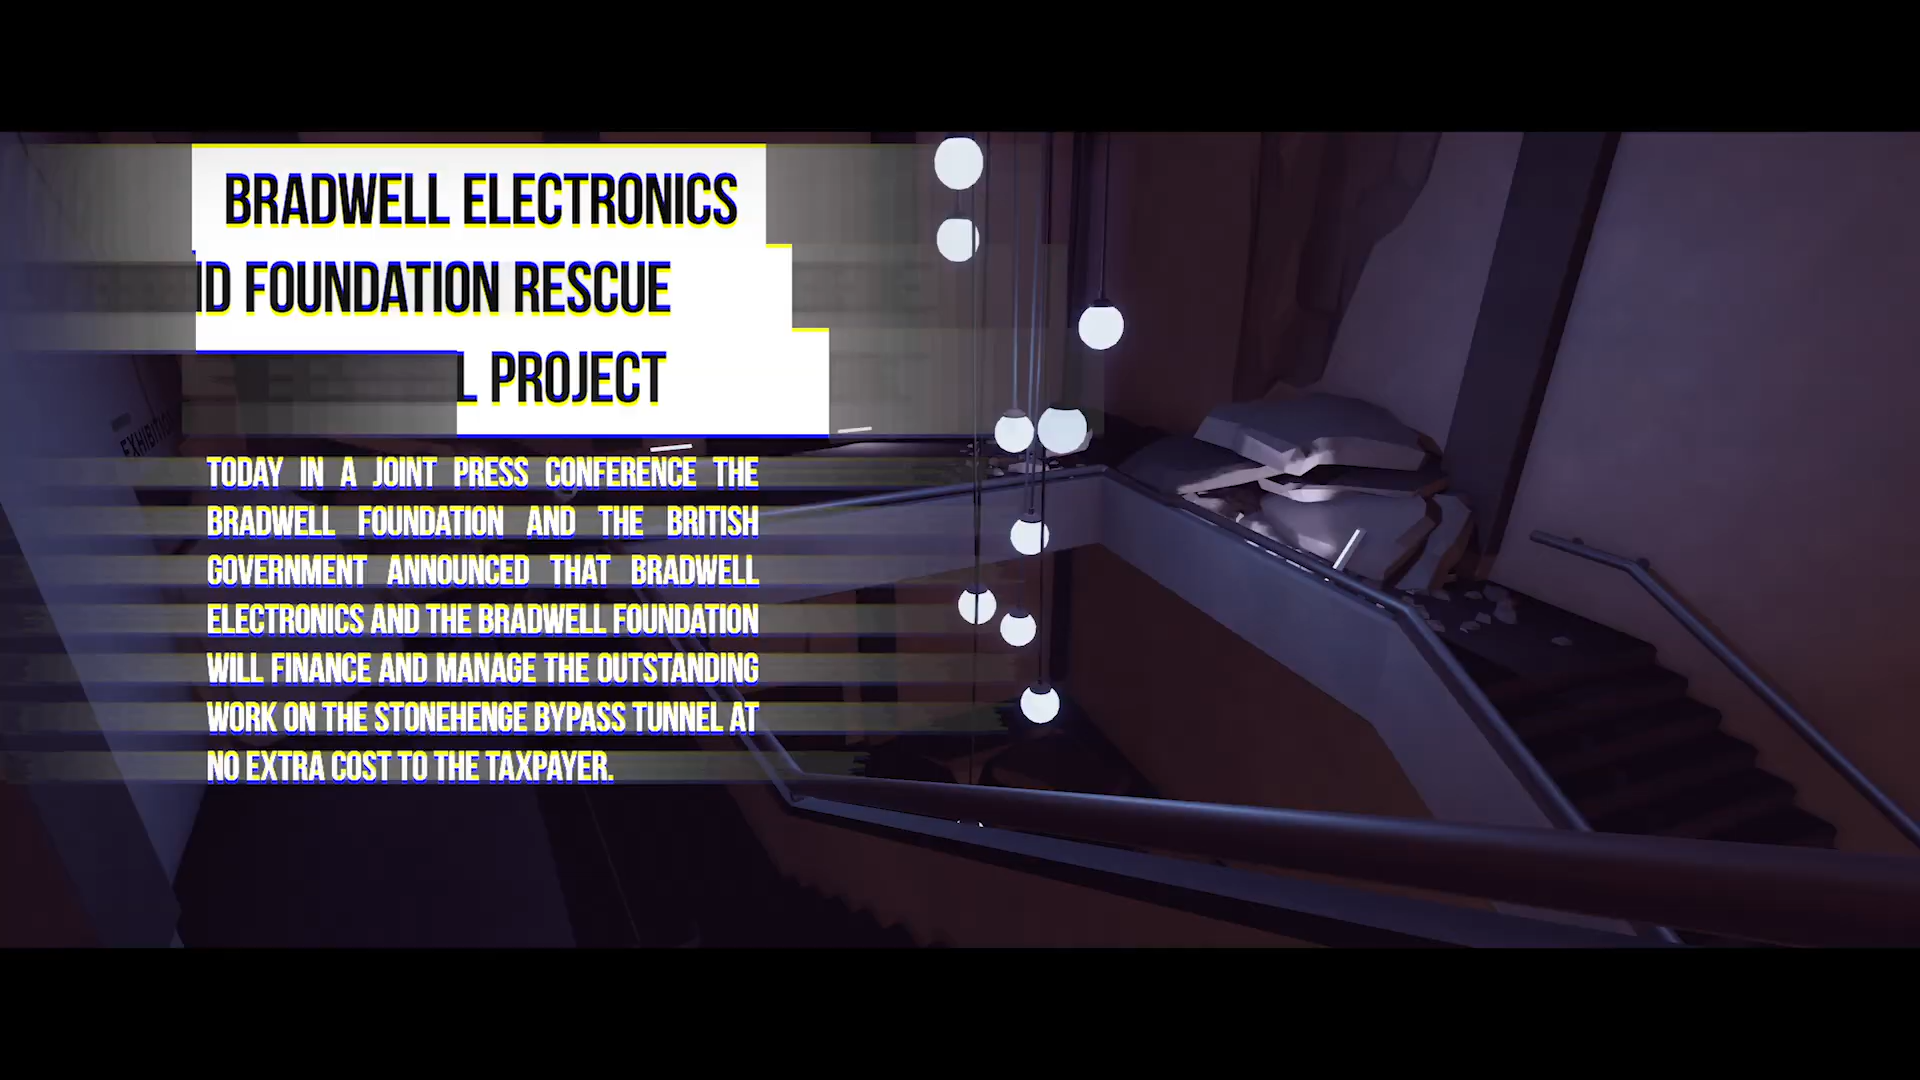 BRADWELL ELECTRONICS
FOUNDATION RESCUE
PROJECT
TODAY IN A JOINT PRESS CONFERENCE THE
BRADWELL FOUNDATION AND THE BRITISH
GOVERNMENT ANNOUNCED THAT BRADWELL
ELECTRONICS AND THE BRADWELL FOUNDATION
WILL FINANCE AND MANAGE THE OUTSTANDING
WORK ON THE STONEHENGE BYPASS TUNNEL AT
NO EXTRA COST TO THE TAXPAYER.
EXHIBITION